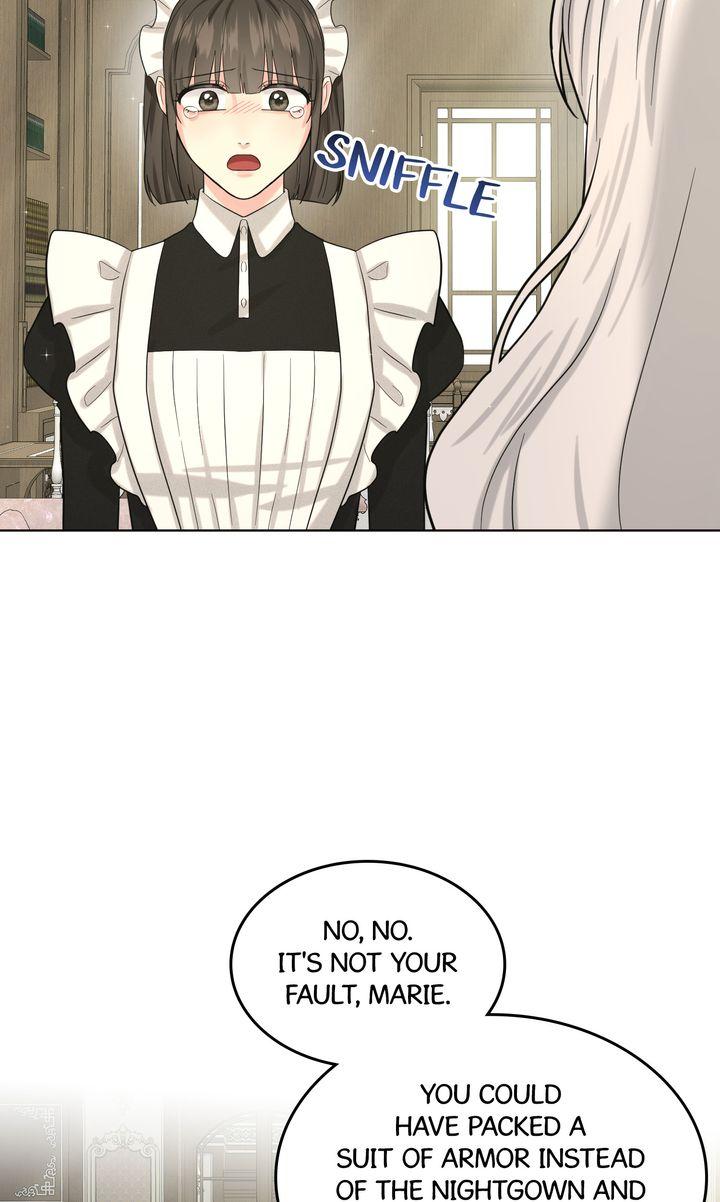 SNIFFLE
NO, NO.
IT'S NOT YOUR
FAULT, MARIE.
YOU COULD
HAVE PACKED A
SUIT OF ARMOR INSTEAD
OF THE NIGHTGOWN AND